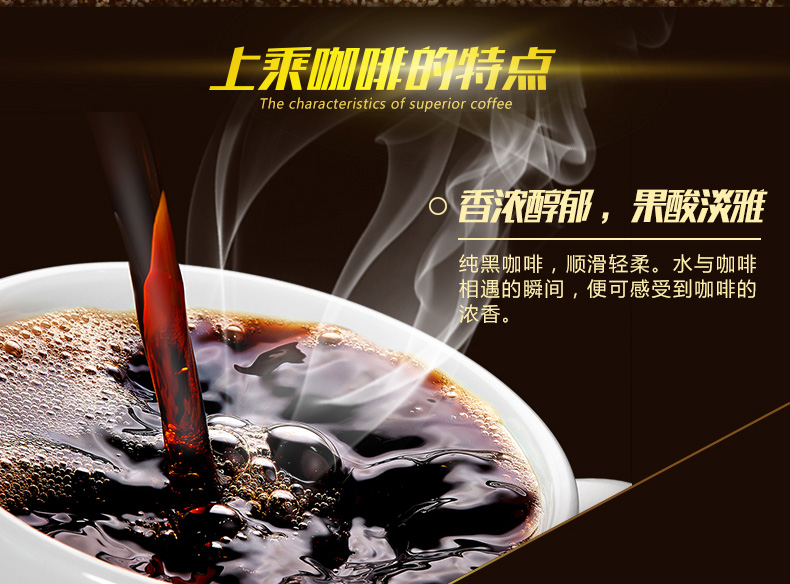 上乘咖啡的特点
The characteristics of superior coffee
香浓醇郁，果酸淡雅
纯黑咖啡，顺滑轻柔。水与咖啡
相遇的瞬间，便可感受到咖啡的
浓香。